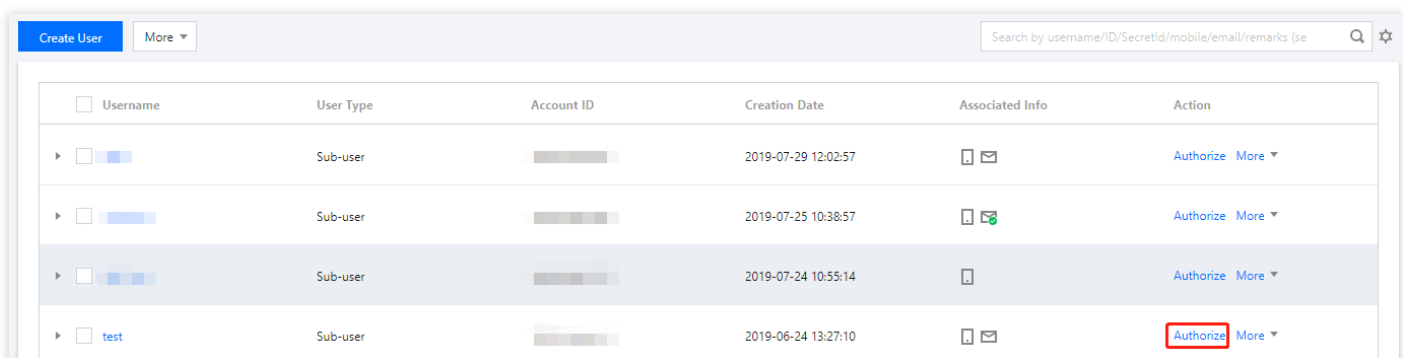 Create User More Search by username/ID/SecretId/mobile/email/remarks (se
Username User Type Account ID Creation Date Associated Info Action
Sub-user 2019-07-29 12:02:57 Authorize More
Sub-user 2019-07-25 10:38:57 Authorize More
Sub-user 2019-07-24 10:55:14 Authorize More
test Sub-user 2019-06-24 13:27:10 Authorize More